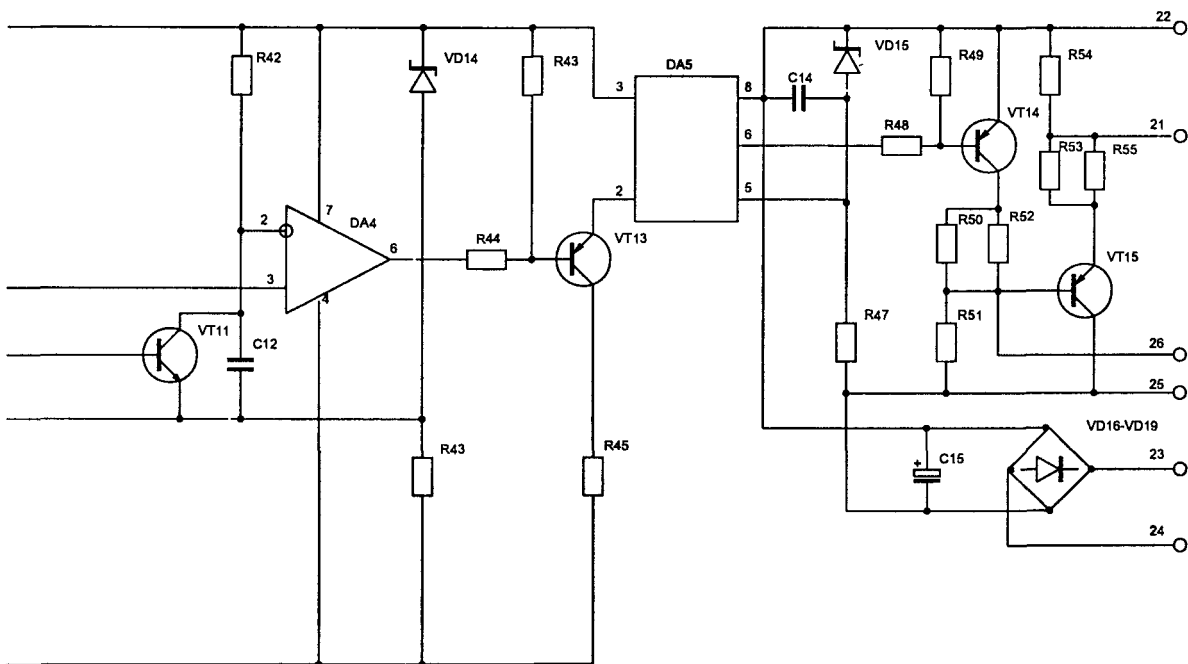 22
R42
VD14
R43
DA5
VD15
R49
R54
3
8
C14
VT14
21
6
R48
R53
R55
2
7
DA4
2
5
R50
R52
6
R44
VT13
VT15
3
4
VT11
C12
R47
R51
26
25
VD16-VD19
R43
R45
+
C15
23
24